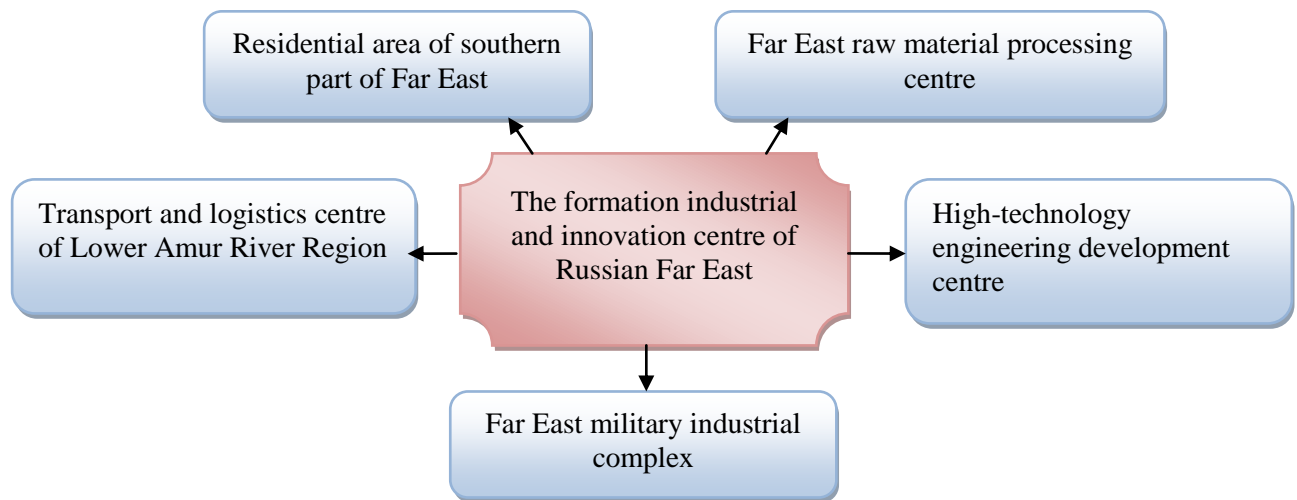 Residential area of southern
part of Far East
Far East raw material processing
centre
Transport and logistics centre
of Lower Amur River Region
The formation industrial
and innovation centre of
Russian Far East
High-technology
engineering development
centre
Far East military industrial
complex